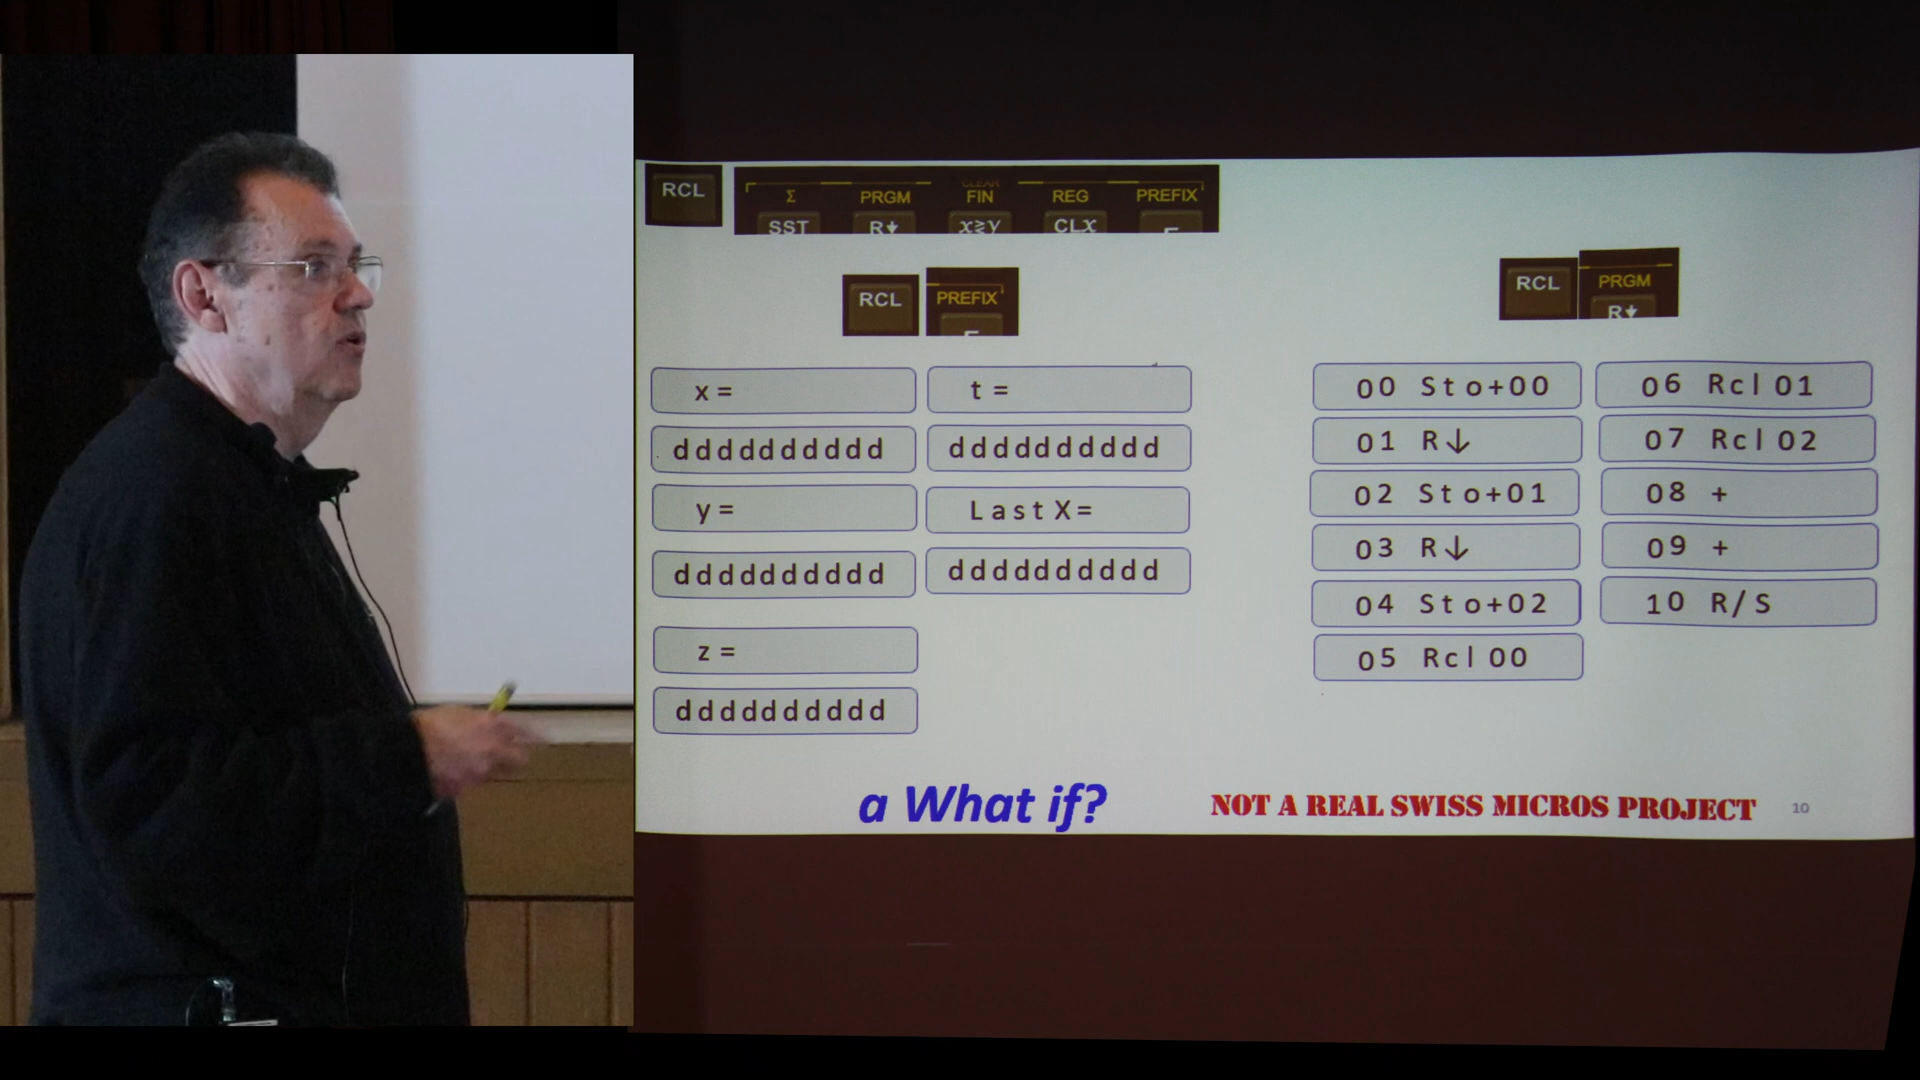 RCL
CLEAR
Σ PRGM FIN REG PREFIX
SST R↓ x≷y CLx
RCL PREFIX
RCL PRGM
R↓
x = t =
dddddddddd dddddddddd
y = Last X=
dddddddddd dddddddddd
z =
dddddddddd
00 Sto+00 06 Rcl 01
01 R↓ 07 Rcl 02
02 Sto+01 08 +
03 R↓ 09 +
04 Sto+02 10 R/S
05 Rcl 00
a What if? NOT A REAL SWISS MICROS PROJECT 10